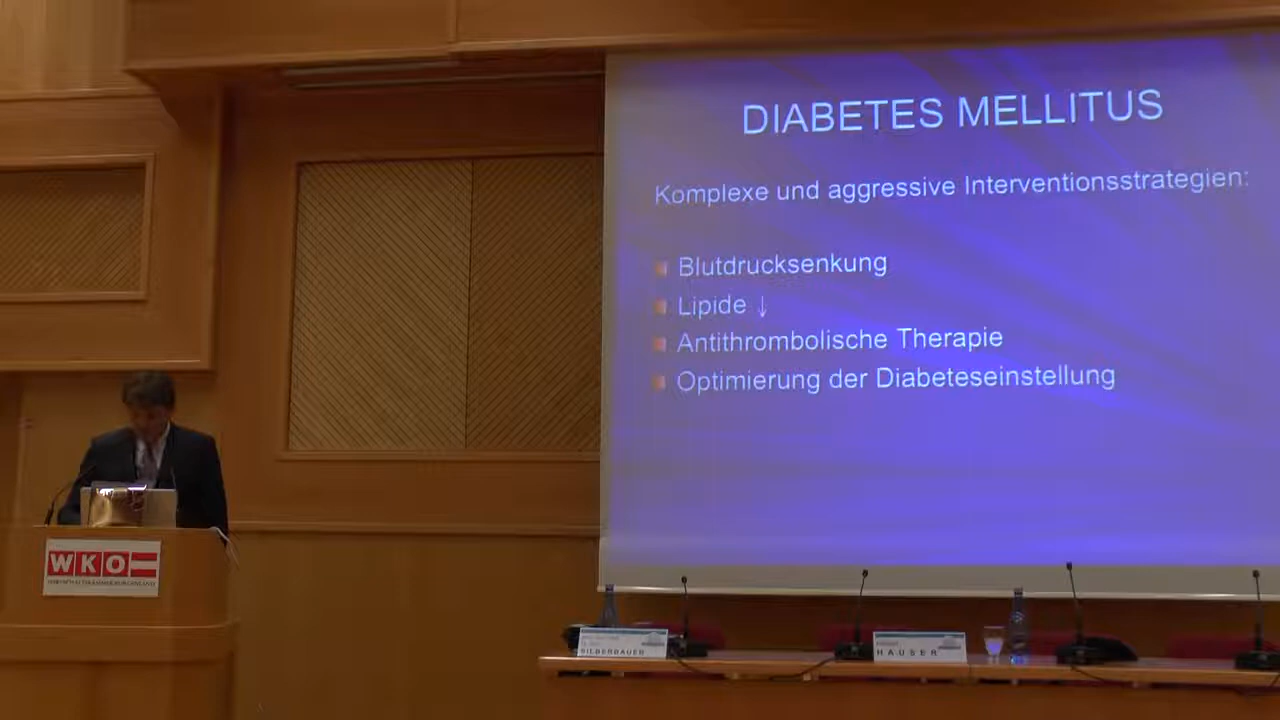 DIABETES MELLITUS
Komplexe und aggressive Interventionsstrategien:
Blutdrucksenkung
Lipide ↓
Antithrombolische Therapie
Optimierung der Diabeteseinstellung
WKO
SILBERBAUER
HAUSER